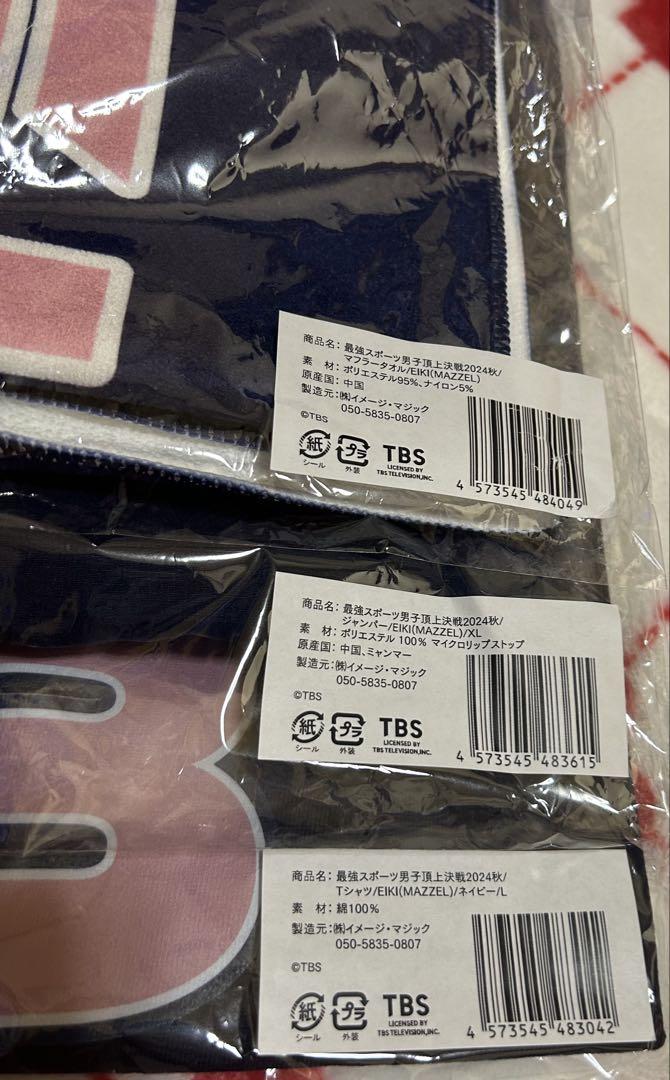 商品名：最強スポーツ男子頂上決戦2024秋/
マフラータオル/EIKI(MAZZEL)
素　材：ポリエステル95%、ナイロン5%
原産国：中国
製造元：㈱イメージ・マジック
050-5835-0807
©TBS
紙
シール
プラ
外装
TBS
LICENSED BY
TBS TELEVISION,INC.
4 573545 484049
商品名：最強スポーツ男子頂上決戦2024秋/
ジャンパー/EIKI(MAZZEL)/XL
素　材：ポリエステル 100% マイクロリップストップ
原産国：中国、ミャンマー
製造元：㈱イメージ・マジック
050-5835-0807
©TBS
紙
シール
プラ
外装
TBS
LICENSED BY
TBS TELEVISION,INC.
4 573545 483615
商品名：最強スポーツ男子頂上決戦2024秋/
Tシャツ/EIKI(MAZZEL)/ネイビー/L
素　材：綿100%
製造元：㈱イメージ・マジック
050-5835-0807
©TBS
紙
シール
プラ
外装
TBS
LICENSED BY
TBS TELEVISION,INC.
4 573545 483042